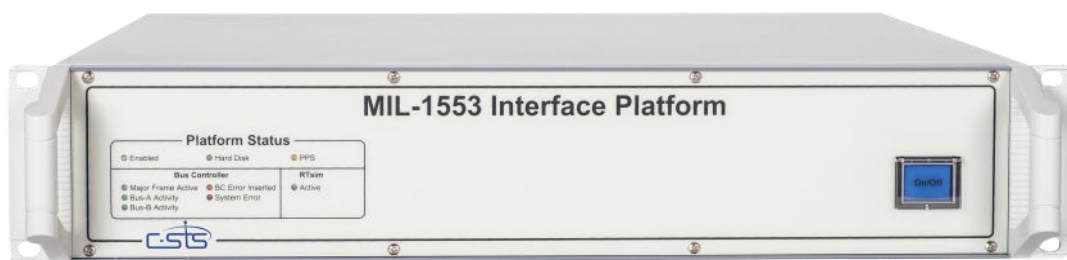 MIL-1553 Interface Platform
Platform Status
Enabled Hard Disk PPS
Bus Controller RTsim
Major Frame Active BC Error Inserted Active
Bus-A Activity System Error
Bus-B Activity
On/Off
C-STS